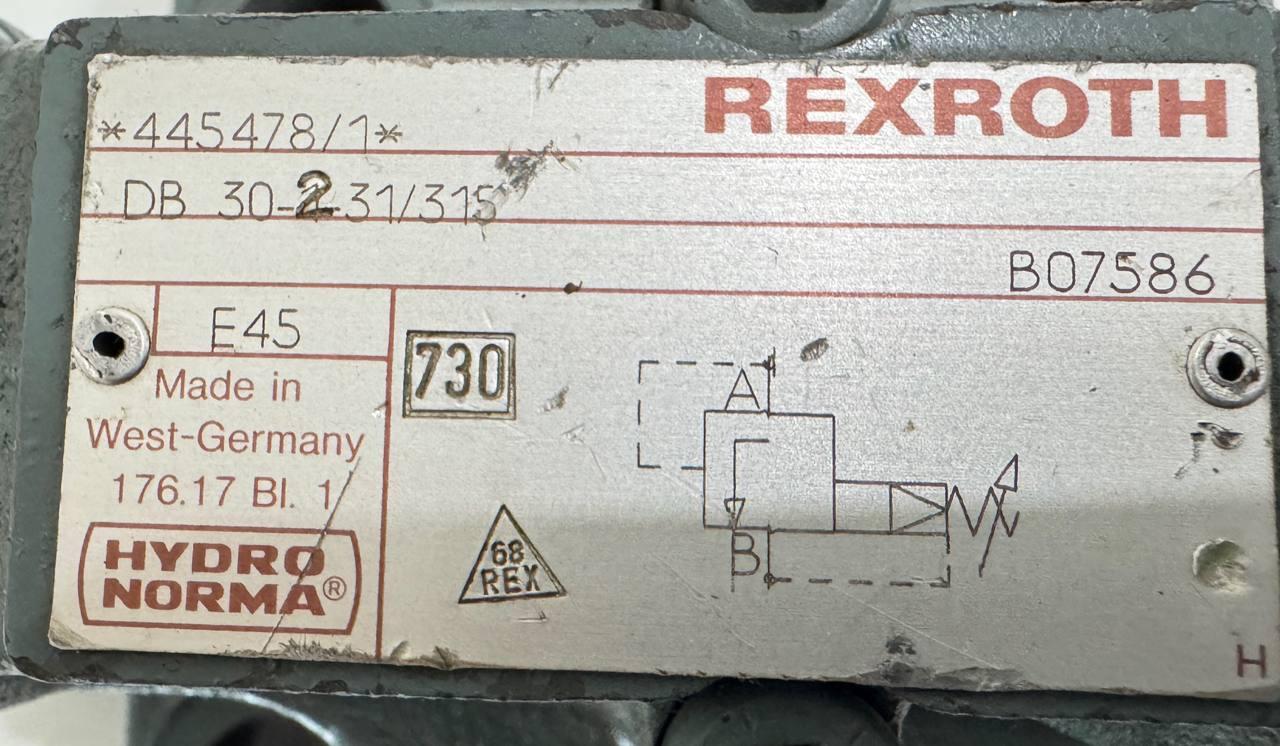 REXROTH
*445478/1*
DB 30-2-31/315
B07586
E45
730
Made in
West-Germany
176.17 Bl. 1
HYDRO
NORMA®
68
REX
A
B
H